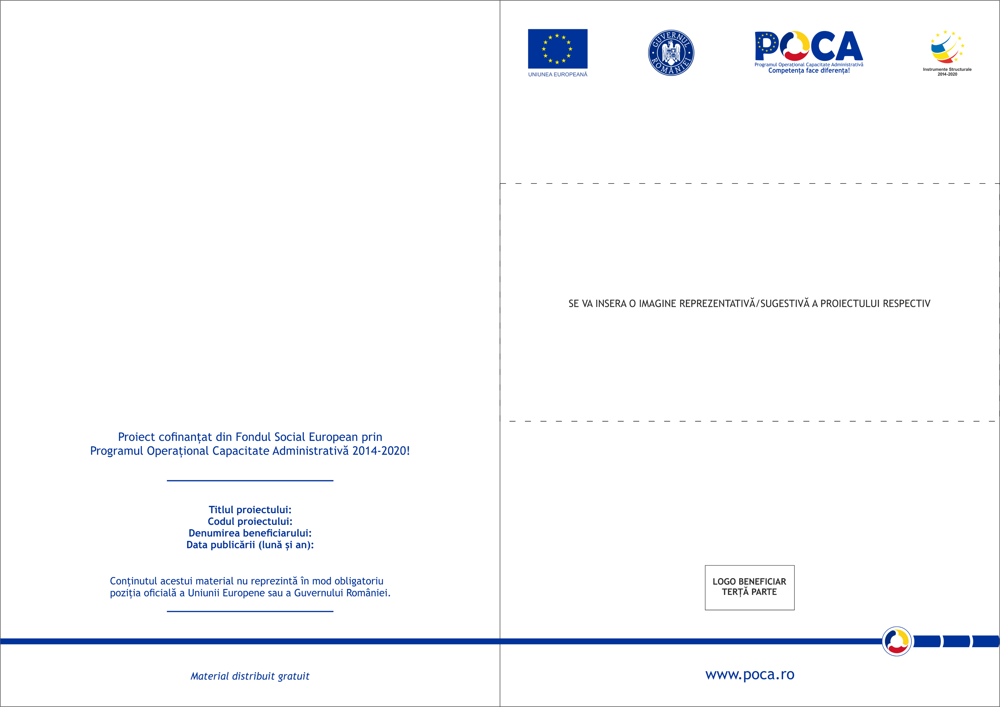 Proiect cofinanțat din Fondul Social European prin
Programul Operațional Capacitate Administrativă 2014-2020!
Titlul proiectului:
Codul proiectului:
Denumirea beneficiarului:
Data publicării (lună și an):
Conținutul acestui material nu reprezintă în mod obligatoriu
poziția oficială a Uniunii Europene sau a Guvernului României.
Material distribuit gratuit
UNIUNEA EUROPEANĂ
GUVERNUL ROMÂNIEI
POCA
Programul Operațional Capacitate Administrativă
Competența face diferența!
Instrumente Structurale
2014-2020
SE VA INSERA O IMAGINE REPREZENTATIVĂ/SUGESTIVĂ A PROIECTULUI RESPECTIV
LOGO BENEFICIAR
TERȚĂ PARTE
www.poca.ro